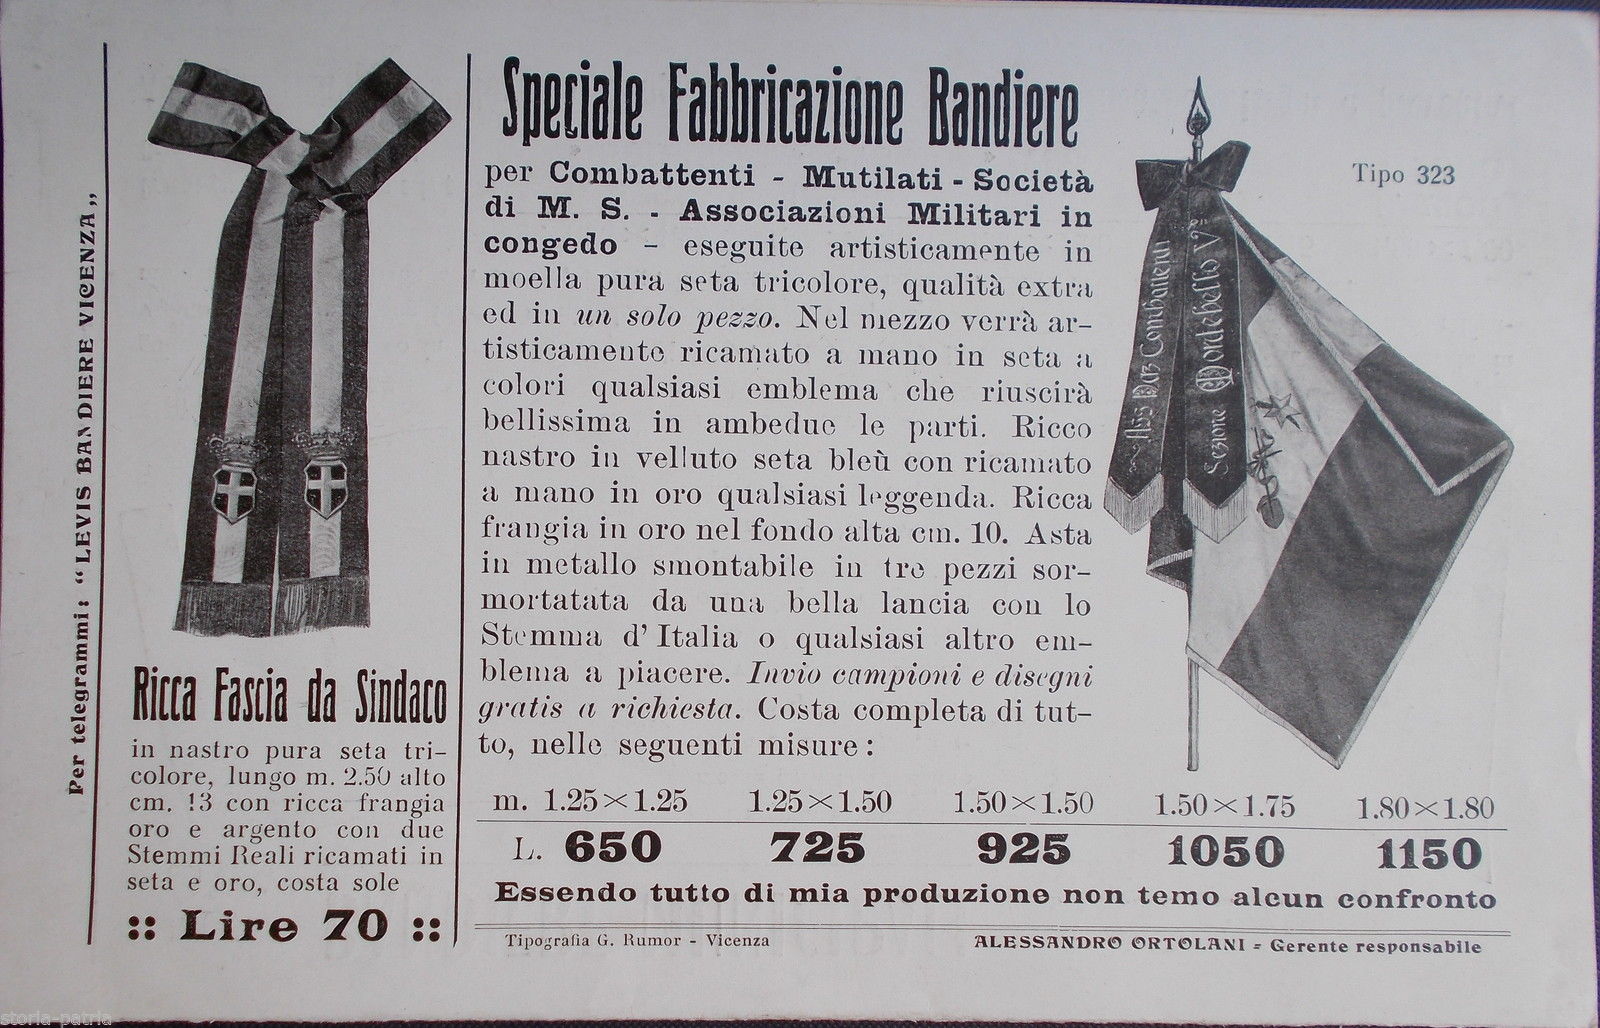 Per telegrammi: “LEVIS BANDIERE VICENZA„
Ricca Fascia da Sindaco
in nastro pura seta tri-
colore, lungo m. 2.50 alto
cm. 13 con ricca frangia
oro e argento con due
Stemmi Reali ricamati in
seta e oro, costa sole
:: Lire 70 ::
Speciale Fabbricazione Bandiere
per Combattenti - Mutilati - Società
di M. S. - Associazioni Militari in
congedo - eseguite artisticamente in
moella pura seta tricolore, qualità extra
ed in un solo pezzo. Nel mezzo verrà ar-
tisticamente ricamato a mano in seta a
colori qualsiasi emblema che riuscirà
bellissima in ambedue le parti. Ricco
nastro in velluto seta bleù con ricamato
a mano in oro qualsiasi leggenda. Ricca
frangia in oro nel fondo alta cm. 10. Asta
in metallo smontabile in tre pezzi sor-
mortatata da una bella lancia con lo
Stemma d'Italia o qualsiasi altro em-
blema a piacere. Invio campioni e disegni
gratis a richiesta. Costa completa di tut-
to, nelle seguenti misure:
Tipo 323
Ass Naz Combattenti
Sezione Montebello Vno
m. 1.25×1.25 1.25×1.50 1.50×1.50 1.50×1.75 1.80×1.80
L. 650 725 925 1050 1150
Essendo tutto di mia produzione non temo alcun confronto
Tipografia G. Rumor - Vicenza
ALESSANDRO ORTOLANI - Gerente responsabile
storia-patria